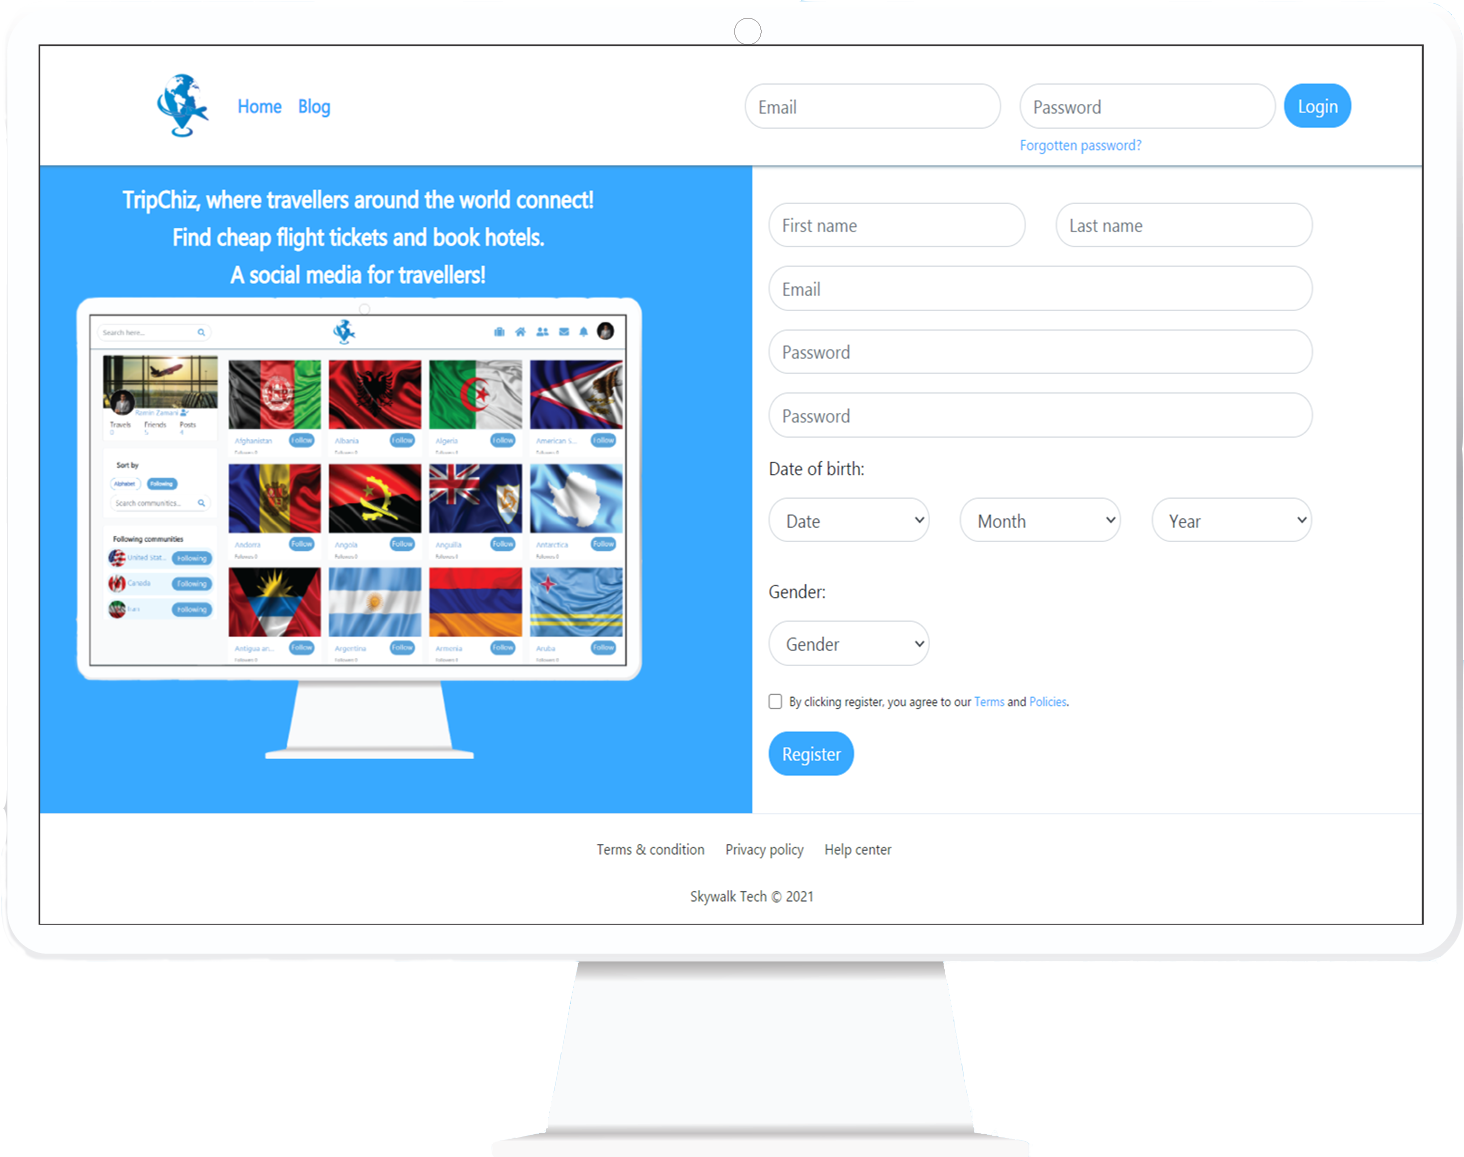 Home Blog
Email
Password
Login
Forgotten password?
TripChiz, where travellers around the world connect!
Find cheap flight tickets and book hotels.
A social media for travellers!
Search here...
Travels Friends Posts
Sort by
Following
Search communities...
Following communities
United Stat... Following
Canada Following
Iran Following
Afghanistan Follow
Albania Follow
Algeria Follow
American S... Follow
Andorra Follow
Angola Follow
Anguilla Follow
Antarctica Follow
Antigua an... Follow
Argentina Follow
Armenia Follow
Aruba Follow
First name
Last name
Email
Password
Password
Date of birth:
Date
Month
Year
Gender:
Gender
By clicking register, you agree to our Terms and Policies.
Register
Terms & condition Privacy policy Help center
Skywalk Tech © 2021